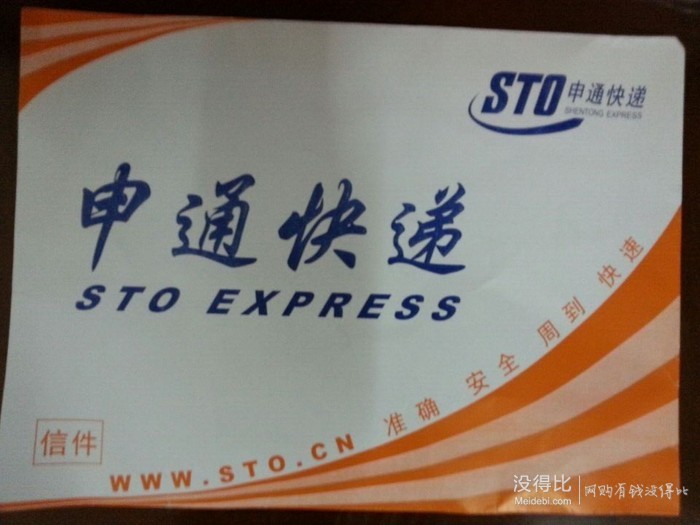 STO 申通快递
SHENTONG EXPRESS
申通快递
STO EXPRESS
准确 安全 周到 快速
信件
WWW.STO.CN
没得比
Meidebi.com
网购有钱没得比